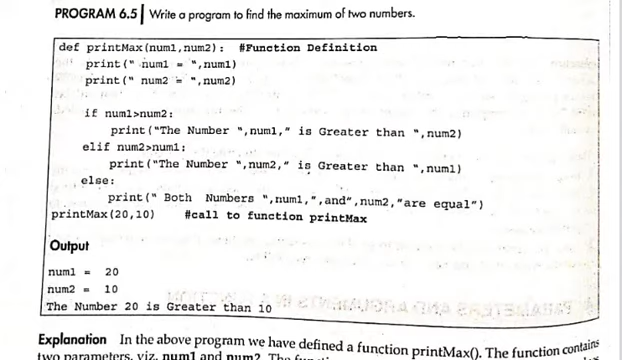 PROGRAM 6.5 | Write a program to find the maximum of two numbers.
def printMax(num1,num2): #Function Definition
print(" num1 = ",num1)
print(" num2 = ",num2)
if num1>num2:
print("The Number ",num1," is Greater than ",num2)
elif num2>num1:
print("The Number ",num2," is Greater than ",num1)
else:
print(" Both Numbers ",num1,",and",num2,"are equal")
printMax(20,10) #call to function printMax
Output
num1 = 20
num2 = 10
The Number 20 is Greater than 10
Explanation In the above program we have defined a function printMax(). The function contains
two parameters, viz. num1 and num2. The